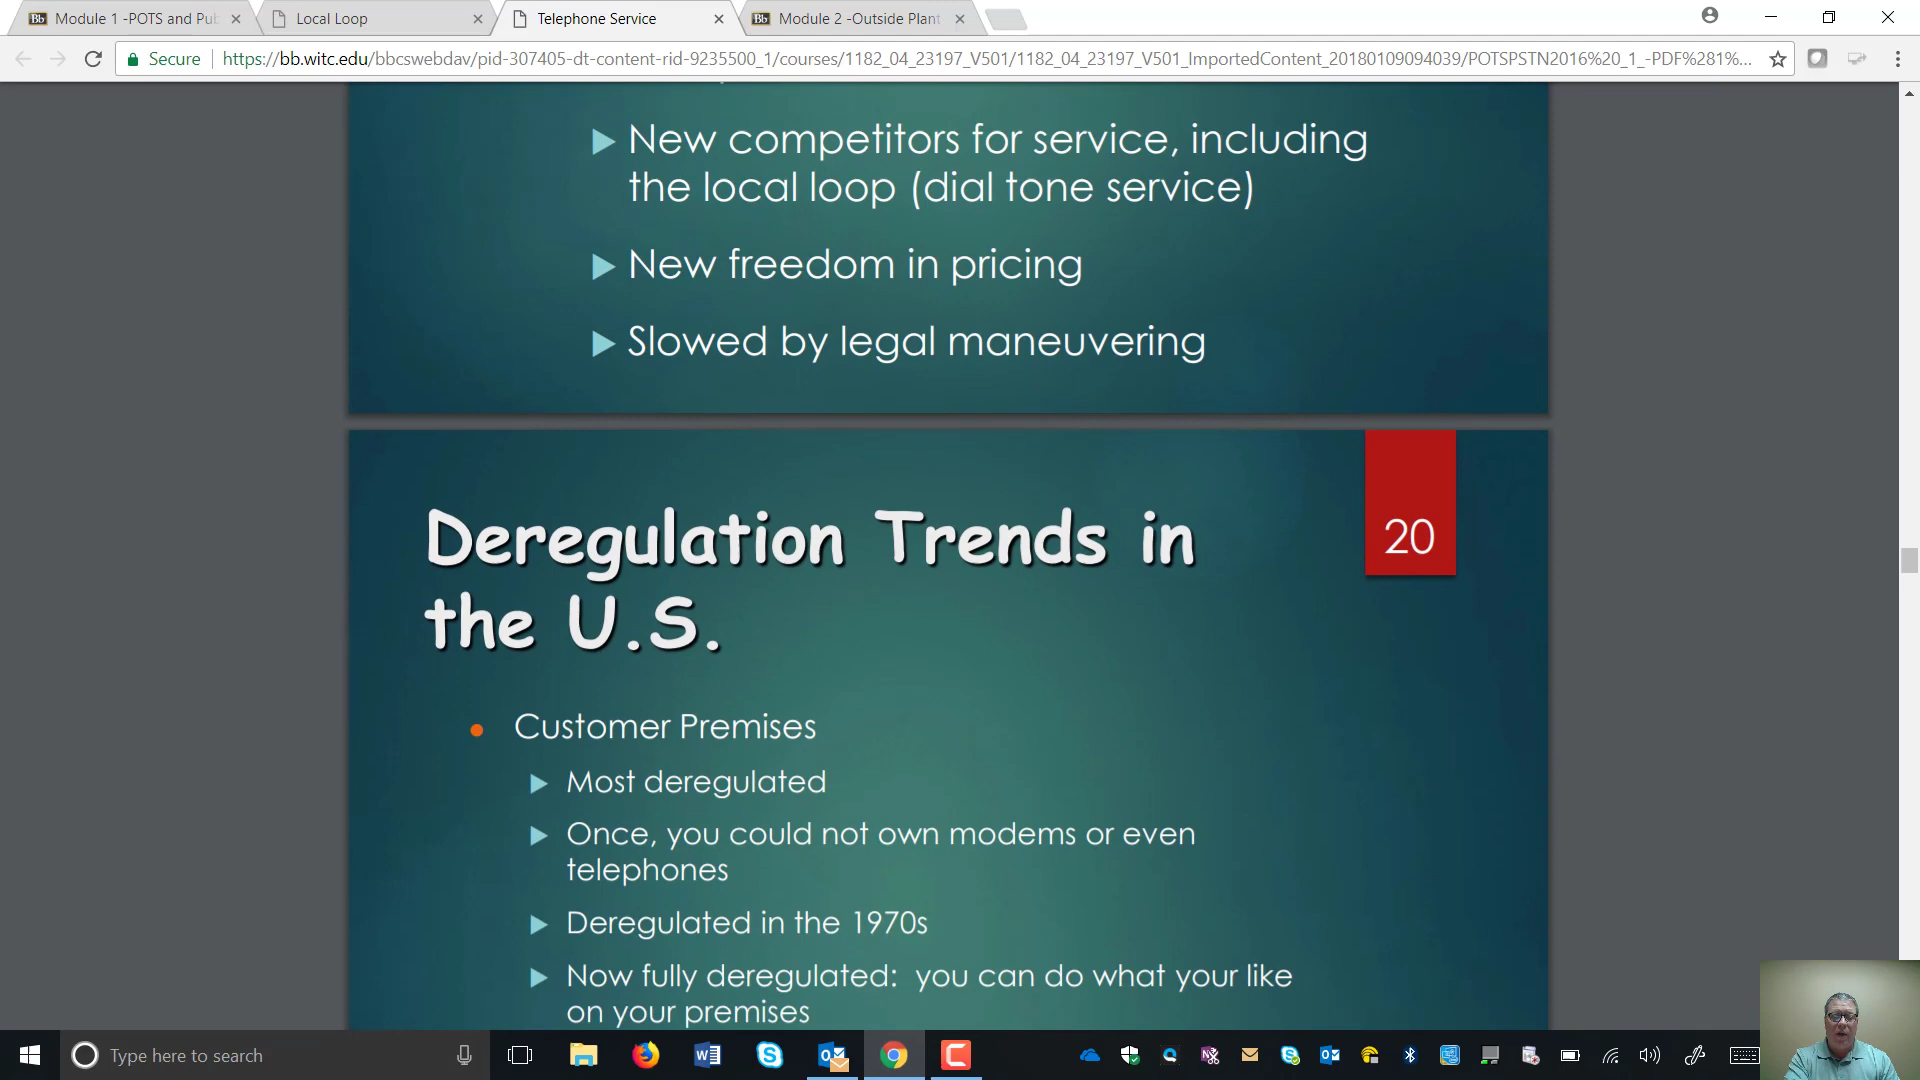 Module 1 -POTS and Pub
Local Loop
Telephone Service
Module 2 -Outside Plant
Secure
https://bb.witc.edu/bbcswebdav/pid-307405-dt-content-rid-9235500_1/courses/1182_04_23197_V501/1182_04_23197_V501_ImportedContent_20180109094039/POTSPSTN2016%20_1_-PDF%281%...
New competitors for service, including
the local loop (dial tone service)
New freedom in pricing
Slowed by legal maneuvering
20
Deregulation Trends in
the U.S.
Customer Premises
Most deregulated
Once, you could not own modems or even
telephones
Deregulated in the 1970s
Now fully deregulated: you can do what your like
on your premises
Type here to search